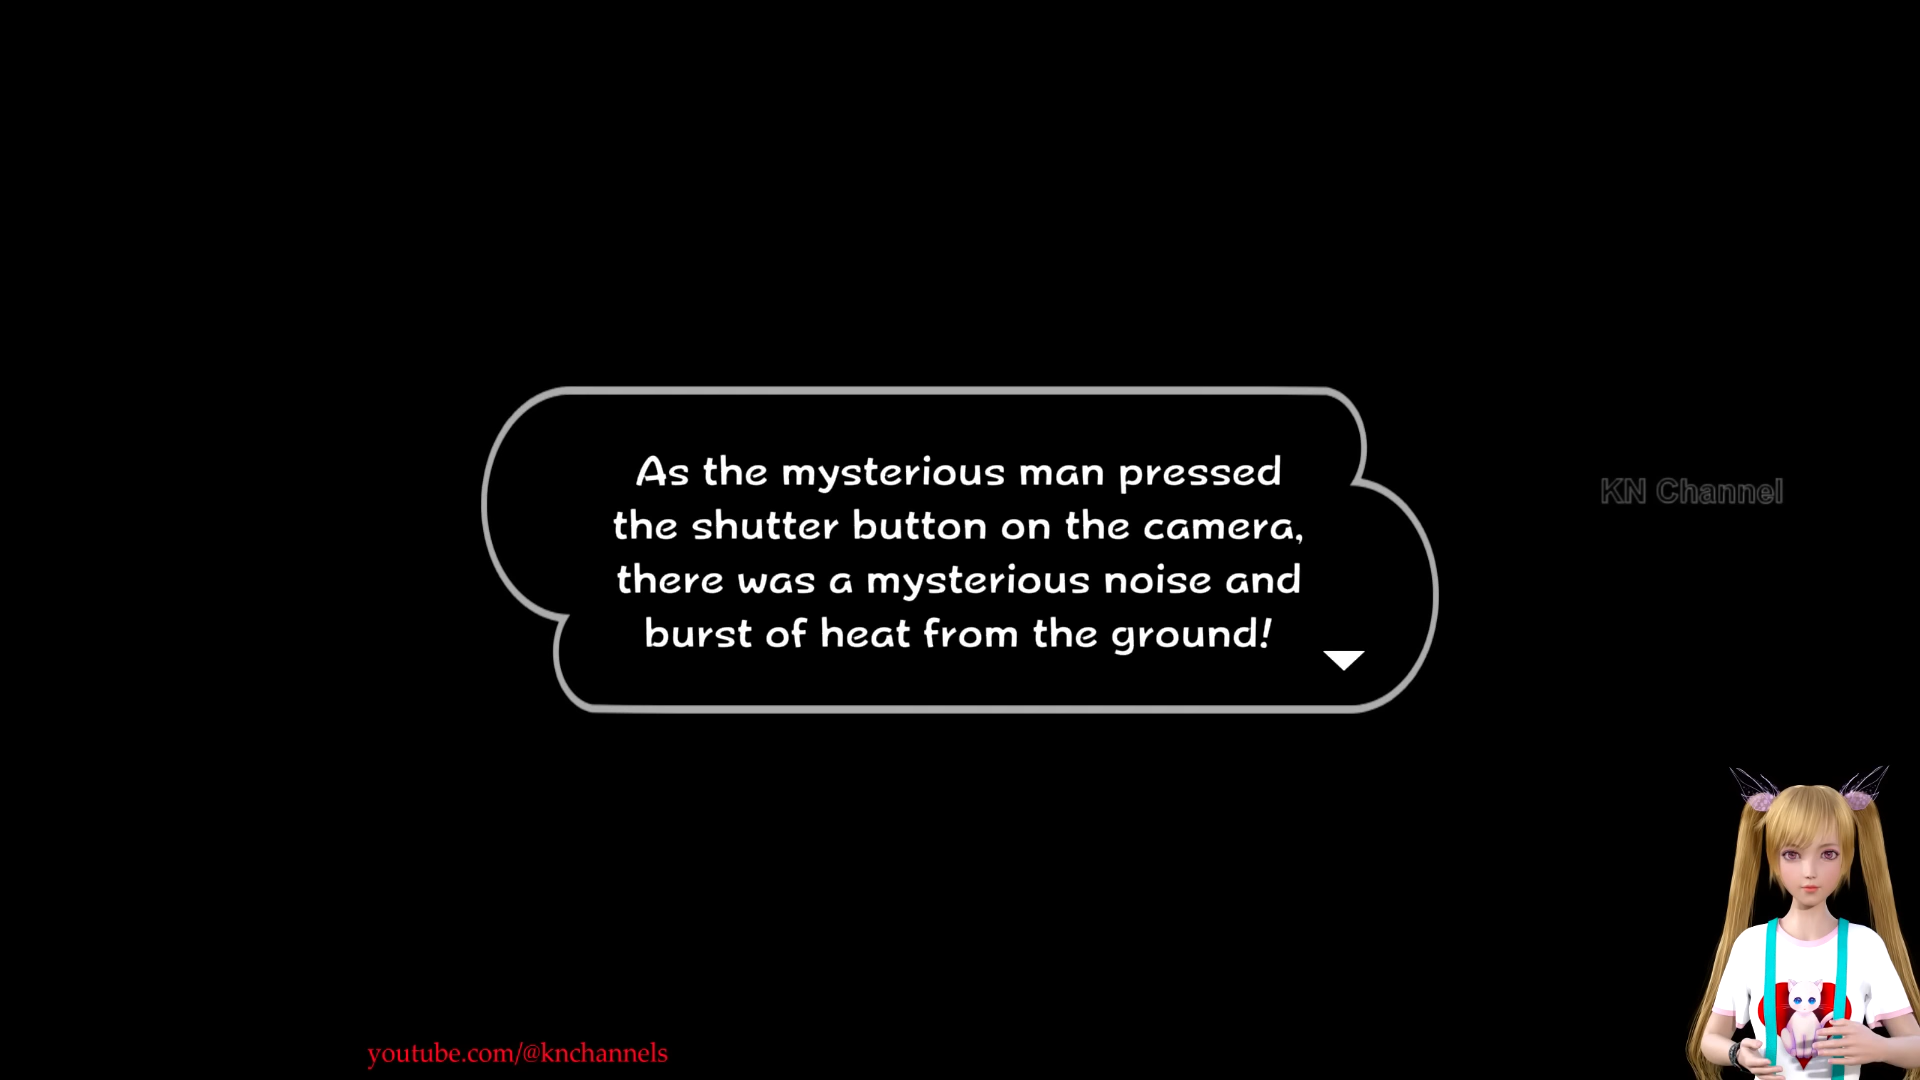 As the mysterious man pressed
the shutter button on the camera,
there was a mysterious noise and
burst of heat from the ground!
KN Channel
youtube.com/@knchannels